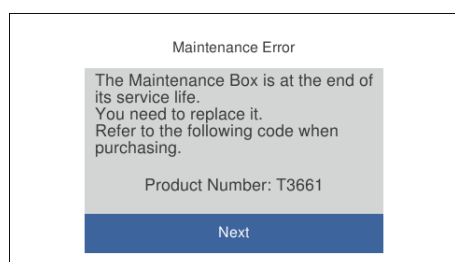 Maintenance Error
The Maintenance Box is at the end of
its service life.
You need to replace it.
Refer to the following code when
purchasing.
Product Number: T3661
Next